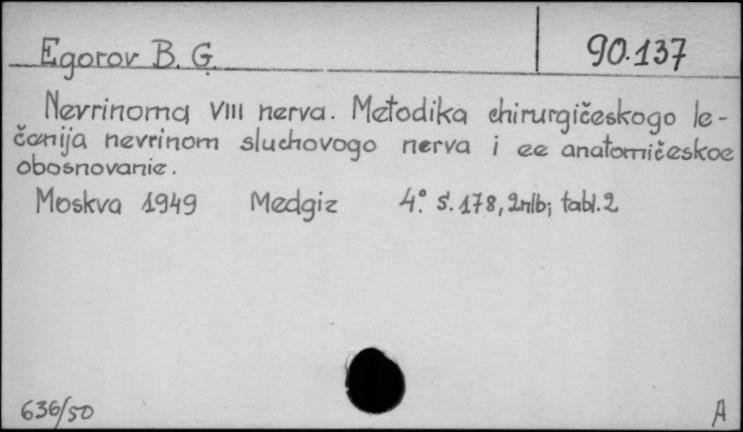 Egorov B. G.
90.137
Nevrinoma VIII nerva. Metodika chirurgičeskogo le-
čenija nevrinom sluchovogo nerva i ee anatomičeskoe
obosnovanie.
Moskva 1949 Medgiz 4° s. 178, 2nlb; tabl. 2
636/50
A